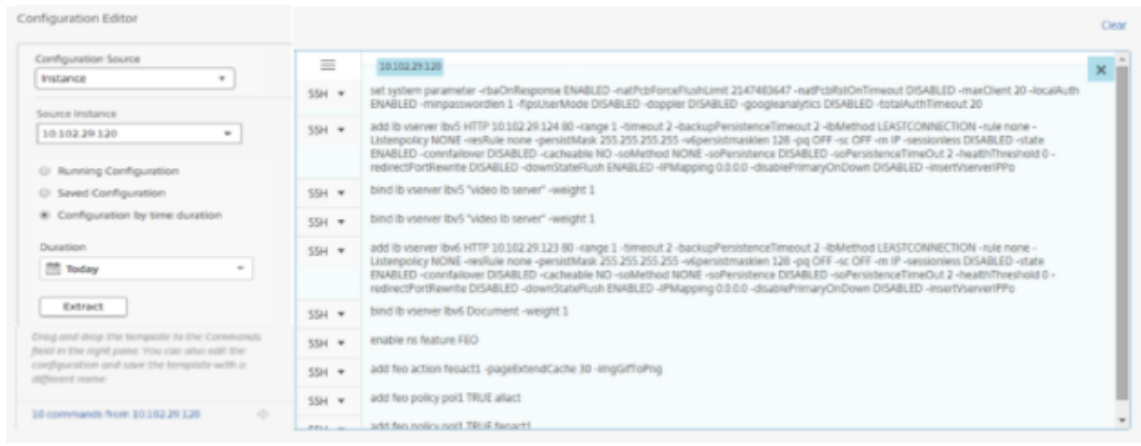 Configuration Editor
Clear
Configuration Source
Instance
Source Instance
10.102.29.120
Running Configuration
Saved Configuration
Configuration by time duration
Duration
Today
Extract
Drag and drop the template to the Commands
field in the right pane. You can also edit the
configuration and save the template with a
different name
10 commands from 10.102.29.120
10.102.29.120
SSH set system parameter -rbaOnResponse ENABLED -natPcbForceFlushLimit 2147483647 -natPcbRstOnTimeout DISABLED -maxClient 20 -localAuth
ENABLED -minpasswordlen 1 -fipsUserMode DISABLED -doppler DISABLED -googleanalytics DISABLED -totalAuthTimeout 20
SSH add lb vserver lbv5 HTTP 10.102.29.124 80 -range 1 -timeout 2 -backupPersistenceTimeout 2 -lbMethod LEASTCONNECTION -rule none -
Listenpolicy NONE -resRule none -persistMask 255.255.255.255 -v6persistmasklen 128 -pq OFF -sc OFF -m IP -sessionless DISABLED -state
ENABLED -connfailover DISABLED -cacheable NO -soMethod NONE -soPersistence DISABLED -soPersistenceTimeOut 2 -healthThreshold 0 -
redirectPortRewrite DISABLED -downStateFlush ENABLED -IPMapping 0.0.0.0 -disablePrimaryOnDown DISABLED -insertVserverIPPo
SSH bind lb vserver lbv5 "video lb server" -weight 1
SSH bind lb vserver lbv5 "video lb server" -weight 1
SSH add lb vserver lbv6 HTTP 10.102.29.123 80 -range 1 -timeout 2 -backupPersistenceTimeout 2 -lbMethod LEASTCONNECTION -rule none -
Listenpolicy NONE -resRule none -persistMask 255.255.255.255 -v6persistmasklen 128 -pq OFF -sc OFF -m IP -sessionless DISABLED -state
ENABLED -connfailover DISABLED -cacheable NO -soMethod NONE -soPersistence DISABLED -soPersistenceTimeOut 2 -healthThreshold 0 -
redirectPortRewrite DISABLED -downStateFlush ENABLED -IPMapping 0.0.0.0 -disablePrimaryOnDown DISABLED -insertVserverIPPo
SSH bind lb vserver lbv6 Document -weight 1
SSH enable ns feature FEO
SSH add feo action feoact1 -pageExtendCache 30 -imgGifToPng
SSH add feo policy pol1 TRUE allact
SSH add feo policy pol1 TRUE feoact1